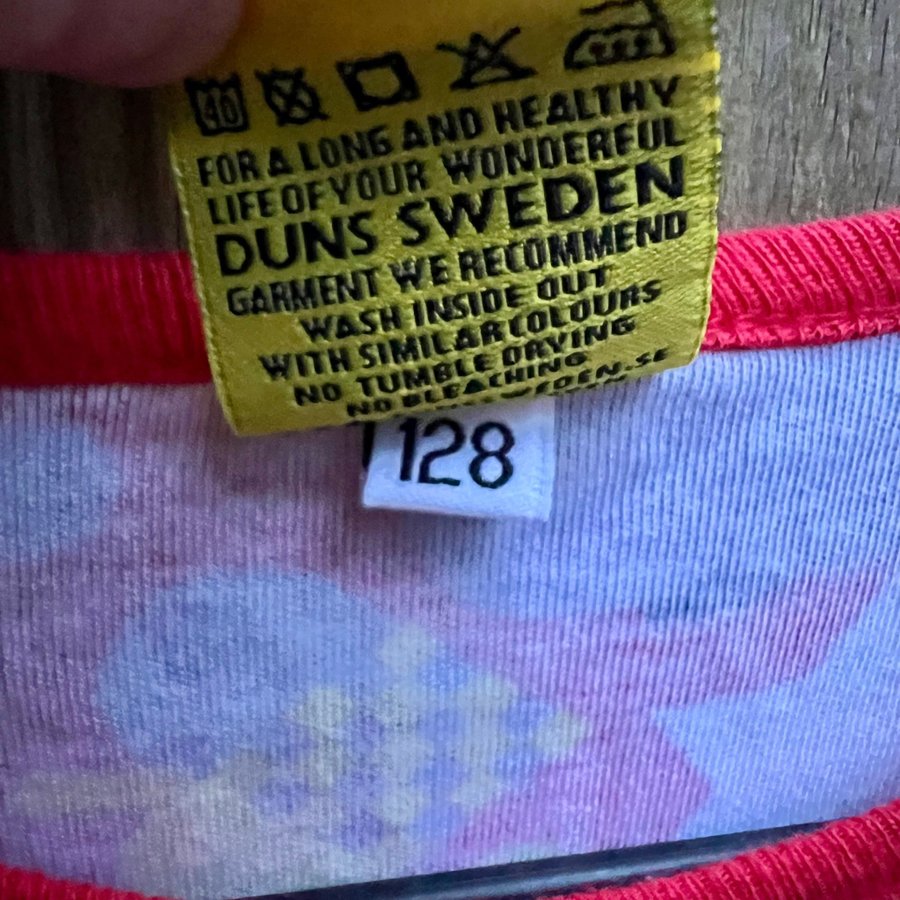 40
FOR A LONG AND HEALTHY
LIFE OF YOUR WONDERFUL
DUNS SWEDEN
GARMENT WE RECOMMEND
WASH INSIDE OUT
WITH SIMILAR COLOURS
NO TUMBLE DRYING
NO BLEACHING
128